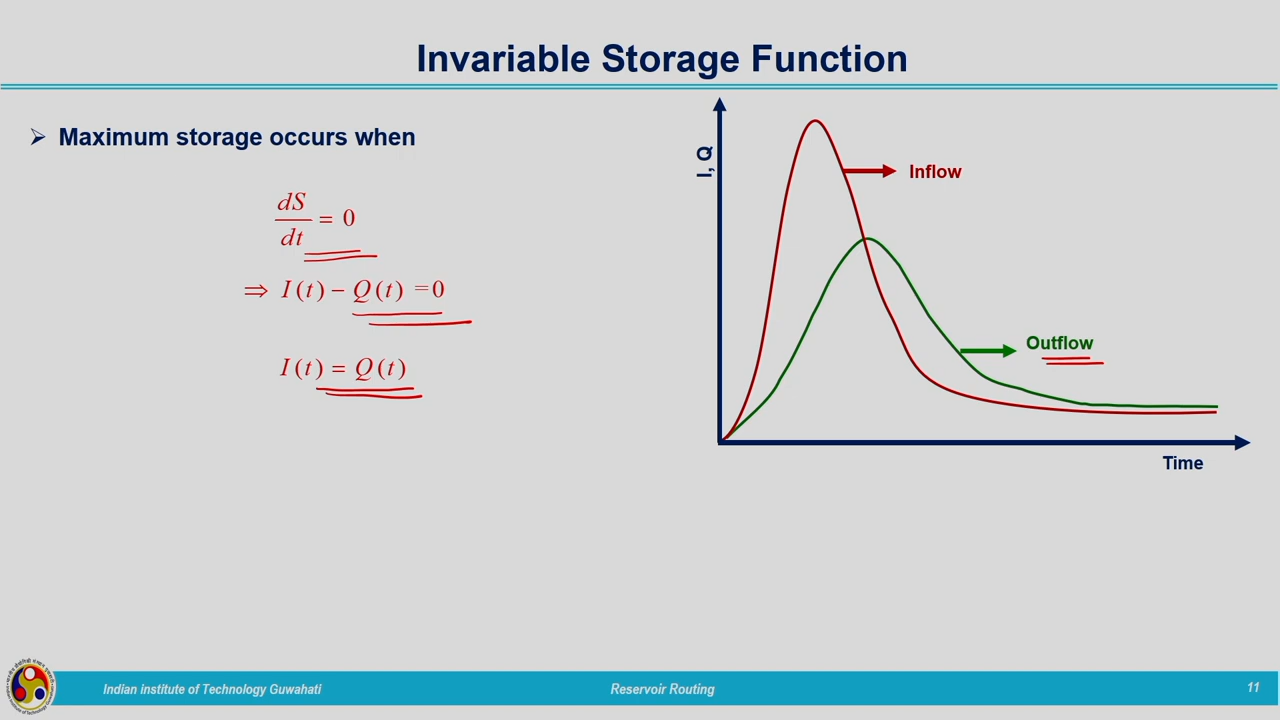 Invariable Storage Function
➢ Maximum storage occurs when
dS
dt
= 0
⇒ I(t) − Q(t) = 0
I(t) = Q(t)
I, Q
Inflow
Outflow
Time
Indian institute of Technology Guwahati
Reservoir Routing
11